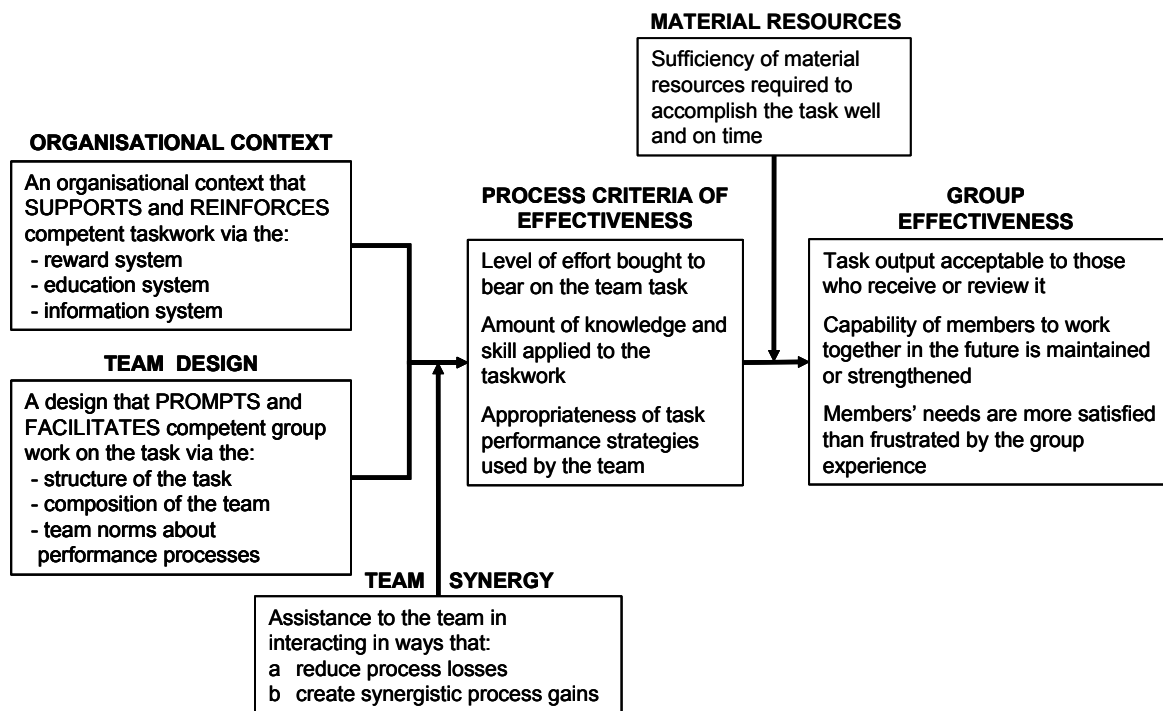 MATERIAL RESOURCES
Sufficiency of material
resources required to
accomplish the task well
and on time
ORGANISATIONAL CONTEXT
An organisational context that
SUPPORTS and REINFORCES
competent taskwork via the:
- reward system
- education system
- information system
TEAM DESIGN
A design that PROMPTS and
FACILITATES competent group
work on the task via the:
- structure of the task
- composition of the team
- team norms about
performance processes
TEAM SYNERGY
Assistance to the team in
interacting in ways that:
a reduce process losses
b create synergistic process gains
PROCESS CRITERIA OF
EFFECTIVENESS
Level of effort bought to
bear on the team task
Amount of knowledge and
skill applied to the
taskwork
Appropriateness of task
performance strategies
used by the team
GROUP
EFFECTIVENESS
Task output acceptable to those
who receive or review it
Capability of members to work
together in the future is maintained
or strengthened
Members' needs are more satisfied
than frustrated by the group
experience